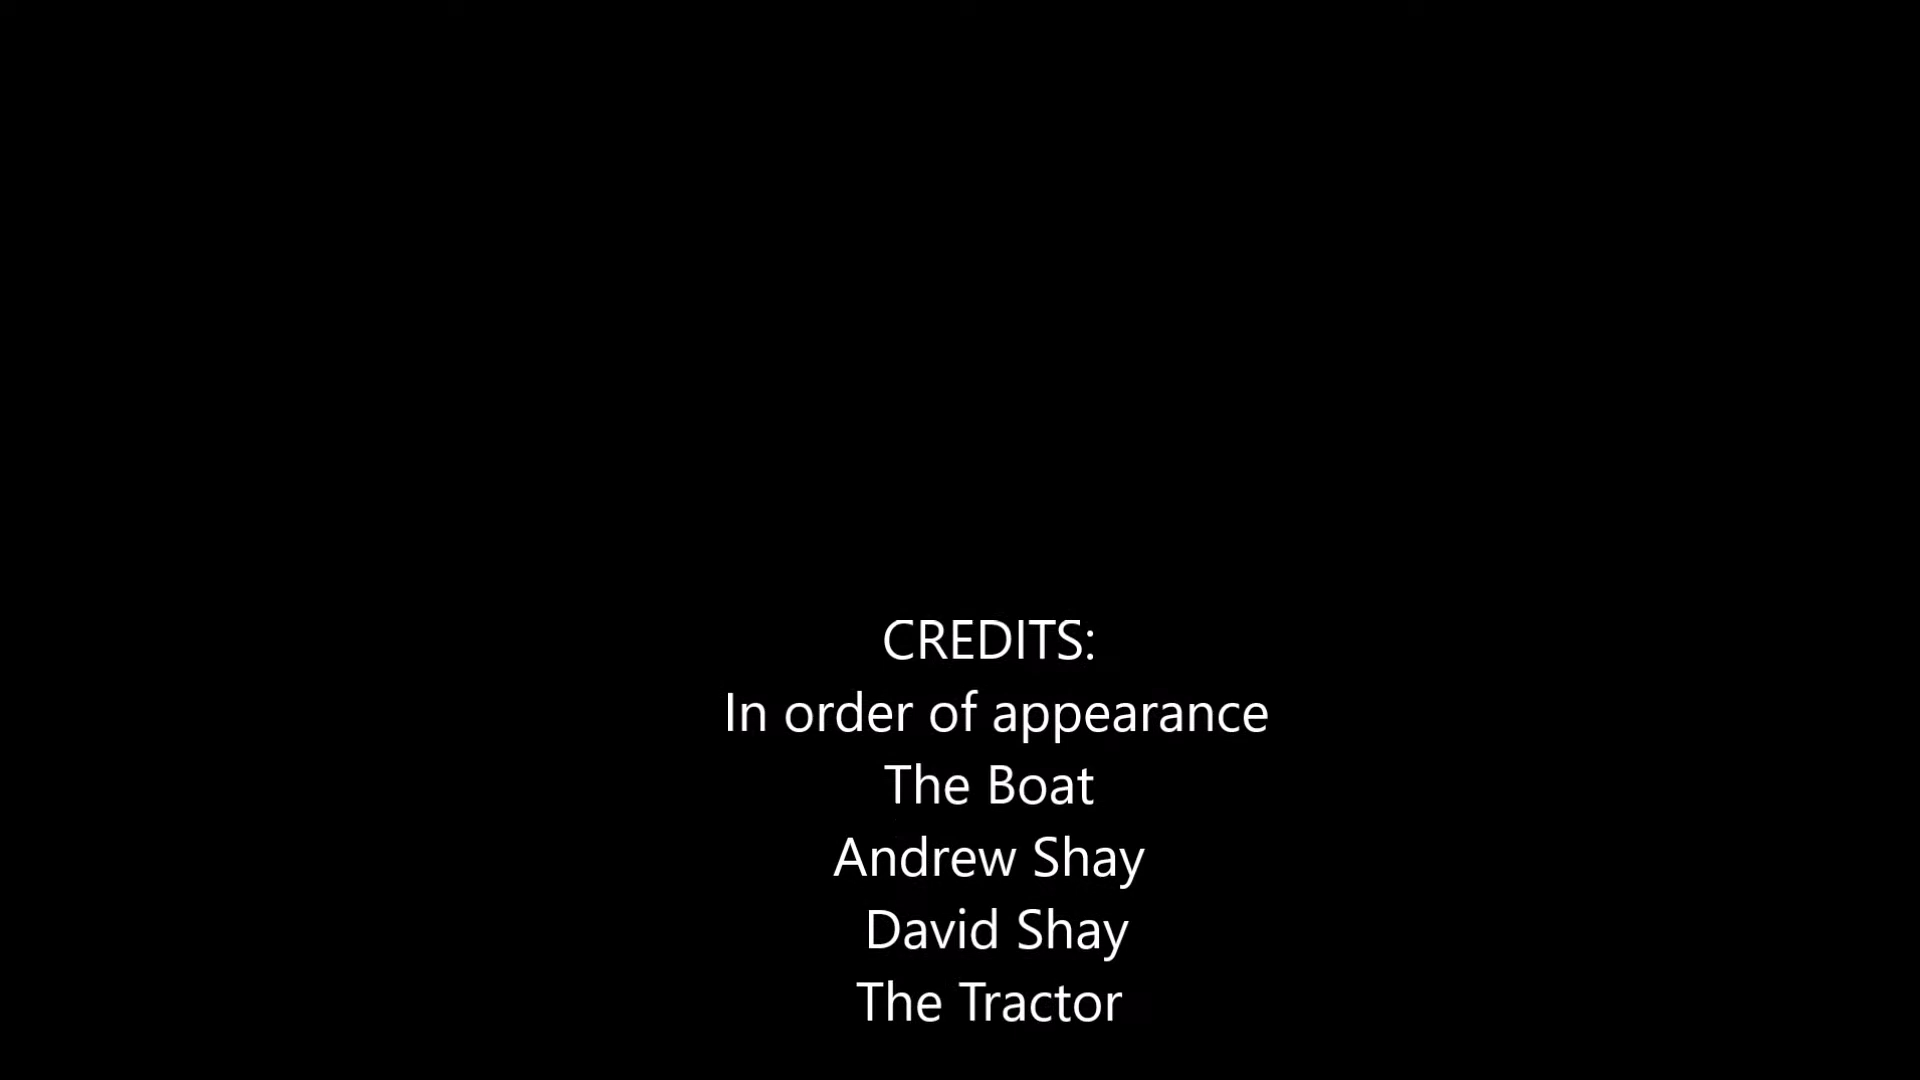 CREDITS:
In order of appearance
The Boat
Andrew Shay
David Shay
The Tractor